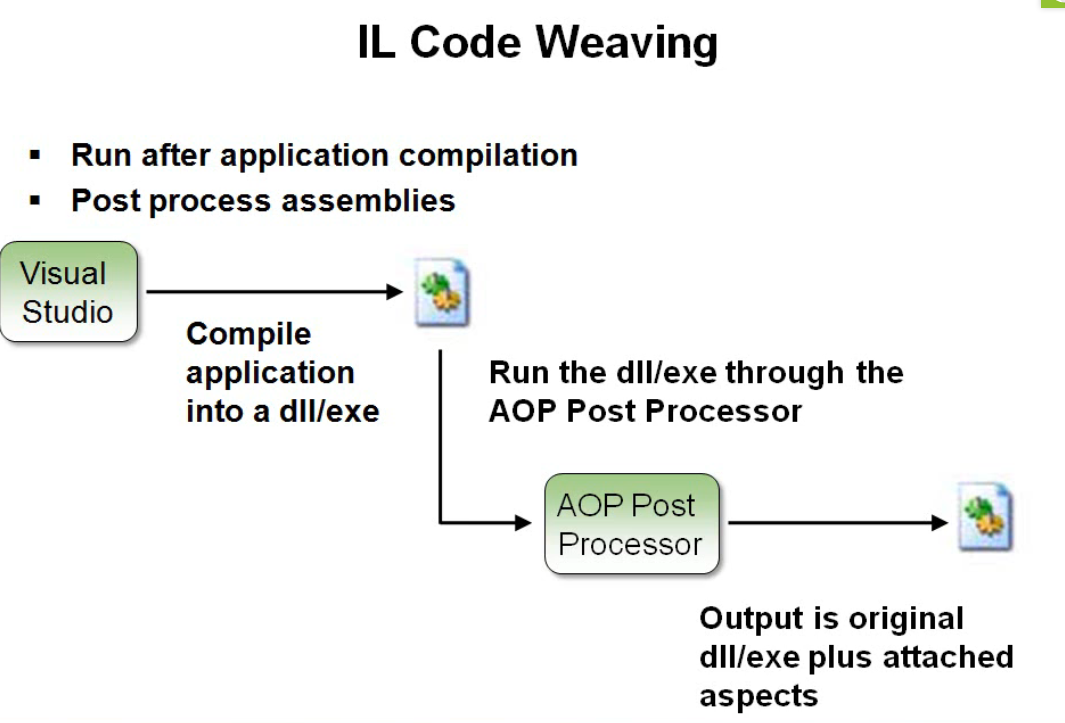 IL Code Weaving
▪ Run after application compilation
▪ Post process assemblies
Visual
Studio
Compile
application
into a dll/exe
Run the dll/exe through the
AOP Post Processor
AOP Post
Processor
Output is original
dll/exe plus attached
aspects